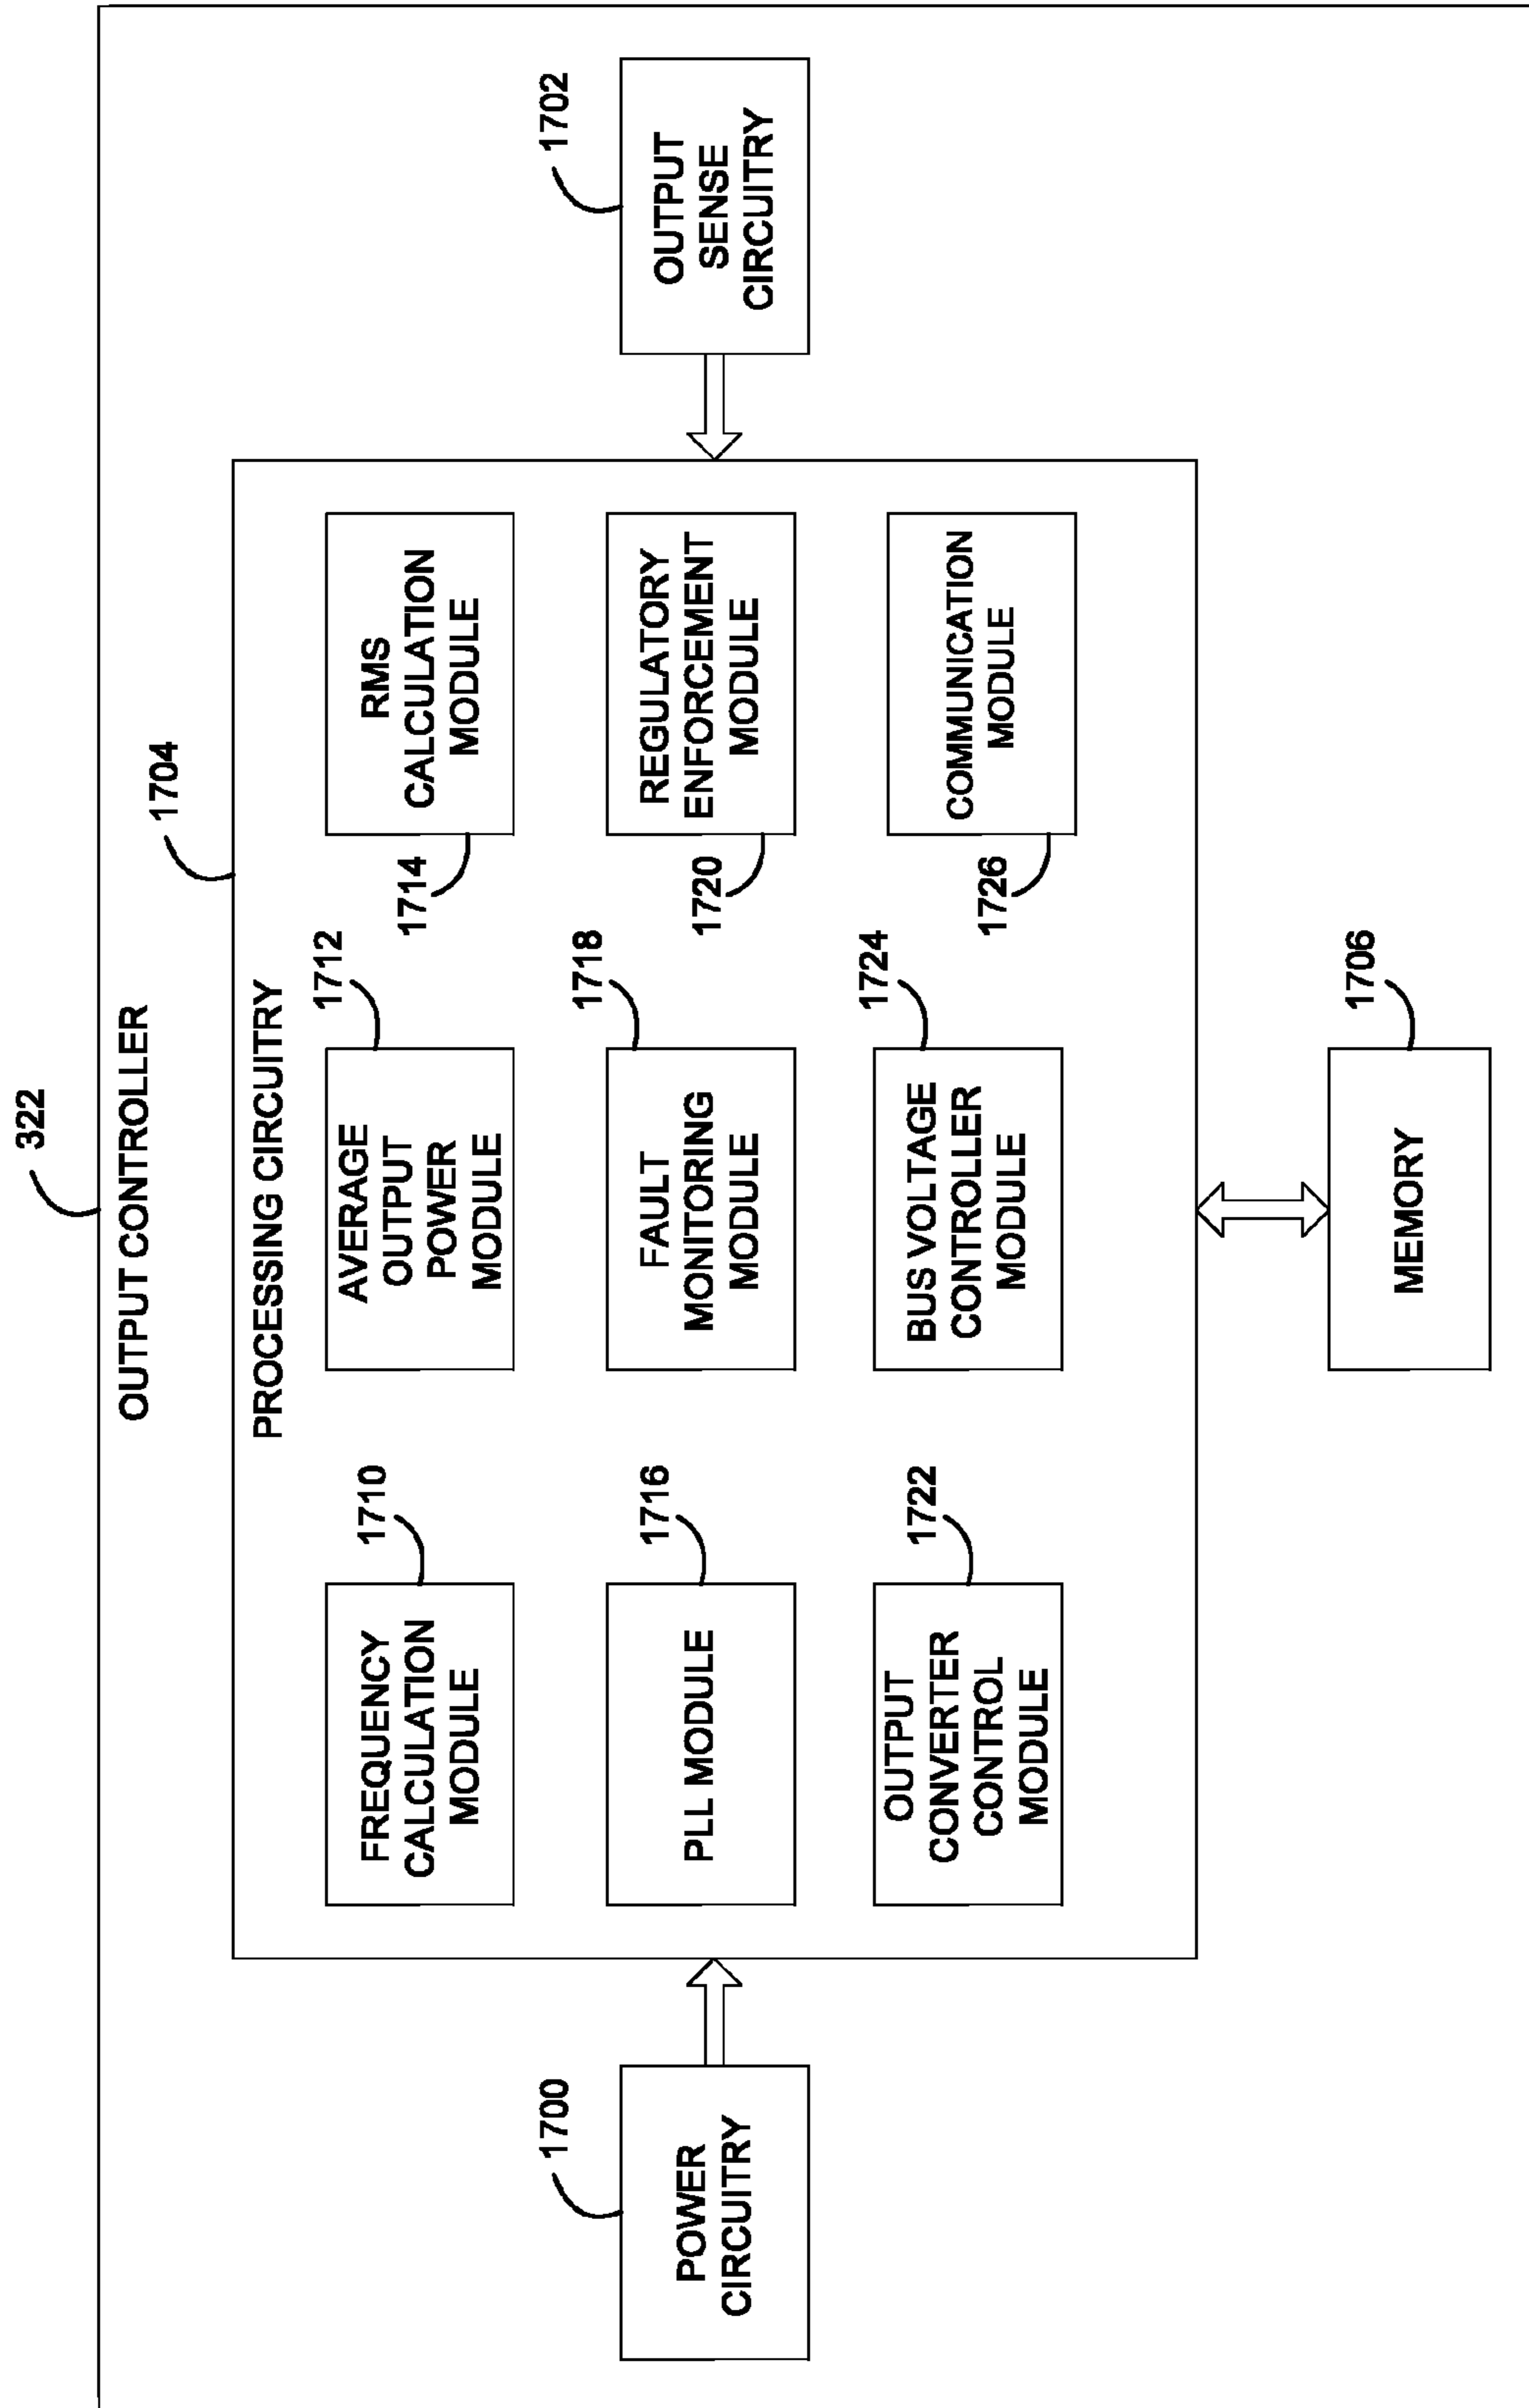 322
OUTPUT CONTROLLER
1704
PROCESSING CIRCUITRY
1710
FREQUENCY
CALCULATION
MODULE
1712
AVERAGE
OUTPUT
POWER
MODULE
1714
RMS
CALCULATION
MODULE
1700
POWER
CIRCUITRY
1716
PLL MODULE
1718
FAULT
MONITORING
MODULE
1720
REGULATORY
ENFORCEMENT
MODULE
1702
OUTPUT
SENSE
CIRCUITRY
1722
OUTPUT
CONVERTER
CONTROL
MODULE
1724
BUS VOLTAGE
CONTROLLER
MODULE
1726
COMMUNICATION
MODULE
1706
MEMORY